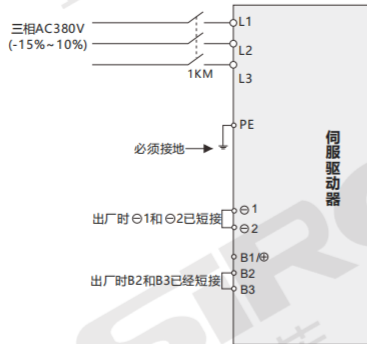 三相AC380V
(-15%~10%)
L1
L2
L3
1KM
PE
必须接地
伺服驱动器
出厂时⊖1和⊖2已短接
⊖1
⊖2
B1/⊕
出厂时B2和B3已经短接
B2
B3